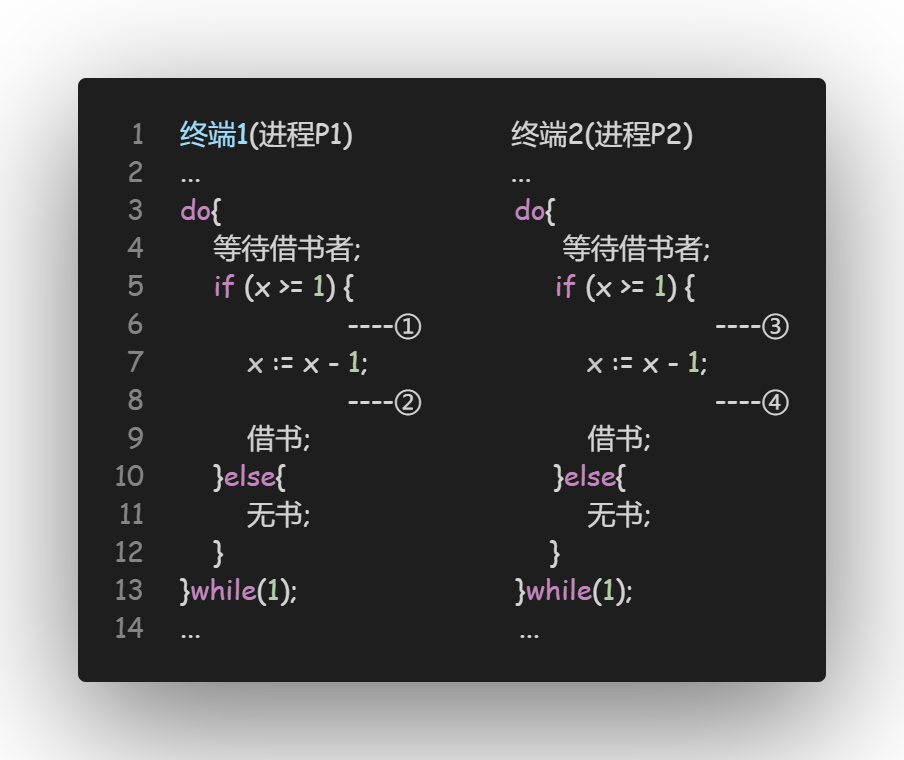 1 终端1(进程P1) 终端2(进程P2)
2 ... ...
3 do{ do{
4 等待借书者; 等待借书者;
5 if (x >= 1) { if (x >= 1) {
6 ----① ----③
7 x := x - 1; x := x - 1;
8 ----② ----④
9 借书; 借书;
10 }else{ }else{
11 无书; 无书;
12 } }
13 }while(1); }while(1);
14 ... ...